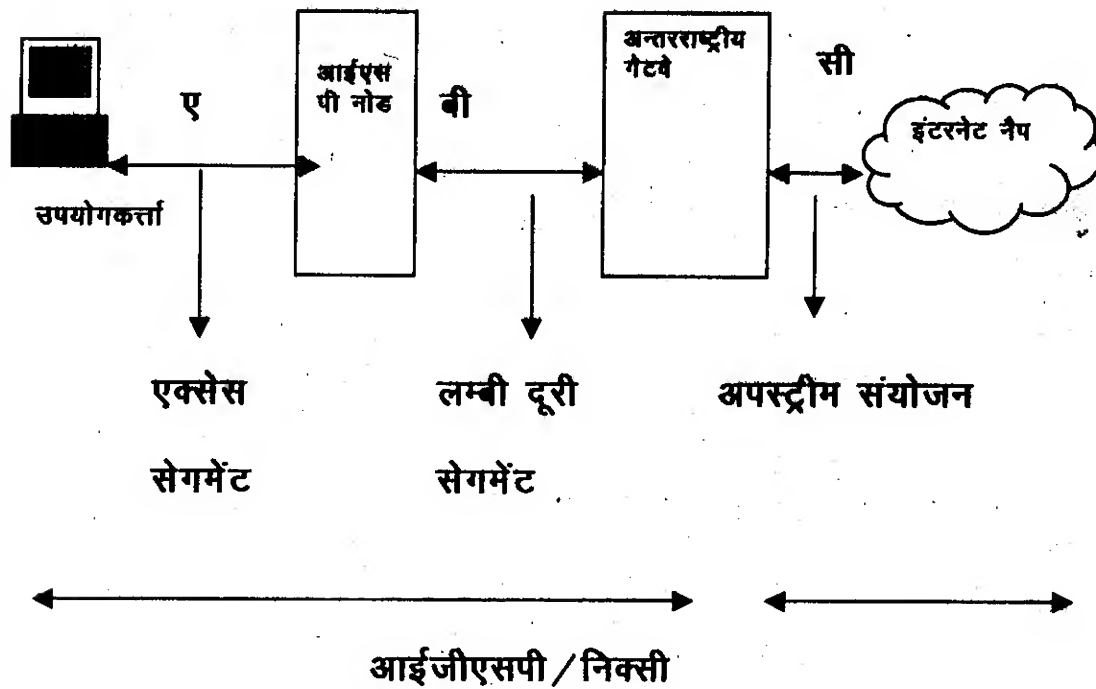 अन्तरराष्ट्रीय
गैटवे
सी
आईएस
पी नोड
ए
बी
इंटरनेट नैप
उपयोगकर्त्ता
एक्सेस
सेगमेंट
लम्बी दूरी
सेगमेंट
अपस्ट्रीम संयोजन
आईजीएसपी/निक्सी